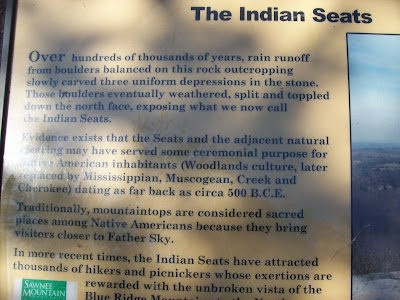 The Indian Seats
Over hundreds of thousands of years, rain runoff
from boulders balanced on this rock outcropping
slowly carved three uniform depressions in the stone.
Those boulders eventually weathered, split and toppled
down the north face, exposing what we now call
the Indian Seats.
Evidence exists that the Seats and the adjacent natural
clearing may have served some ceremonial purpose for
Native American inhabitants (Woodlands culture, later
replaced by Mississippian, Muscogean, Creek and
Cherokee) dating as far back as circa 500 B.C.E.
Traditionally, mountaintops are considered sacred
places among Native Americans because they bring
visitors closer to Father Sky.
In more recent times, the Indian Seats have attracted
thousands of hikers and picnickers whose exertions are
rewarded with the unbroken vista of the
Blue Ridge Mountains to the
SAWNEE
MOUNTAIN